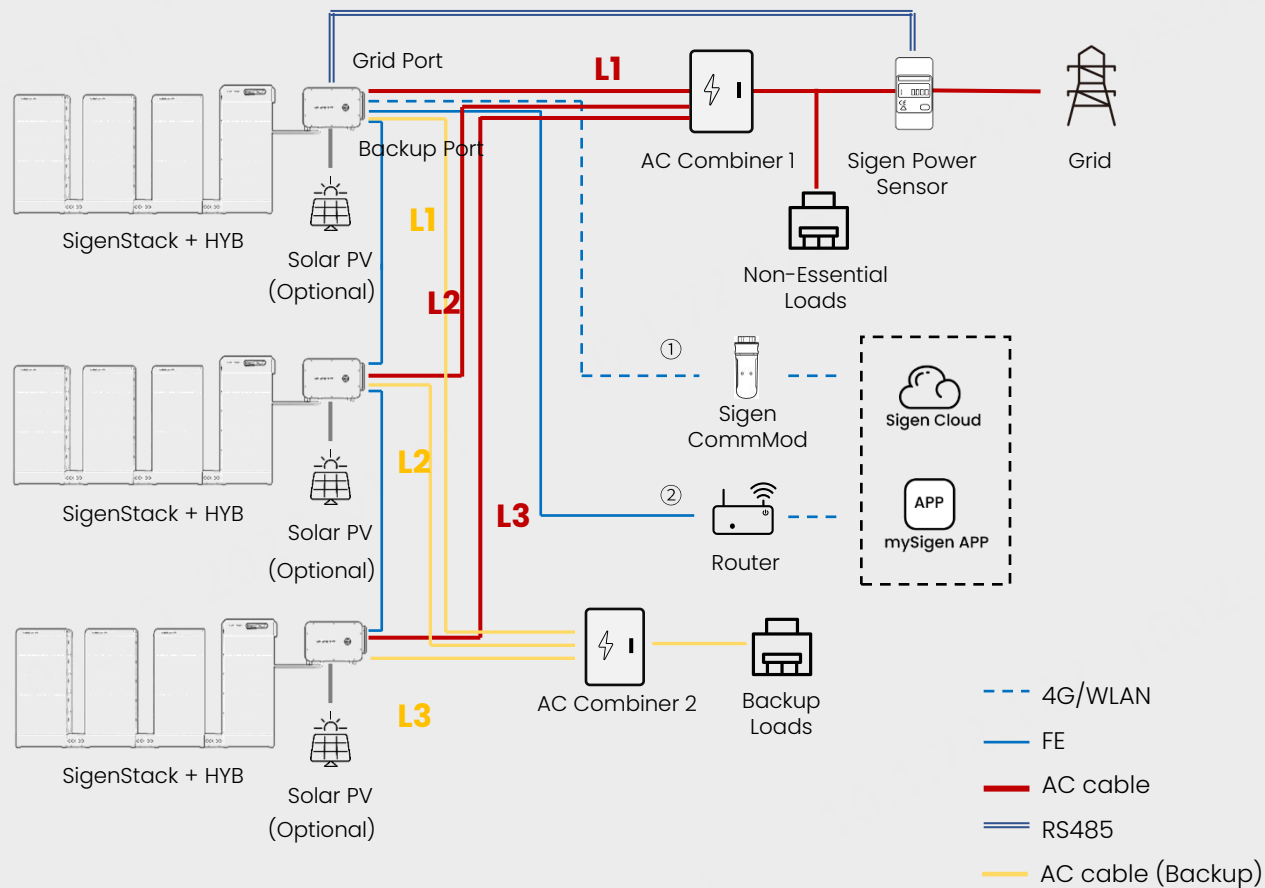 Grid Port
L1
Backup Port
AC Combiner 1
Sigen Power
Sensor
Grid
SigenStack + HYB
L1
Solar PV
(Optional)
Non-Essential
Loads
L2
①
Sigen
CommMod
Sigen Cloud
SigenStack + HYB
L2
Solar PV
(Optional)
L3
②
Router
APP
mySigen APP
SigenStack + HYB
L3
Solar PV
(Optional)
AC Combiner 2
Backup
Loads
4G/WLAN
FE
AC cable
RS485
AC cable (Backup)